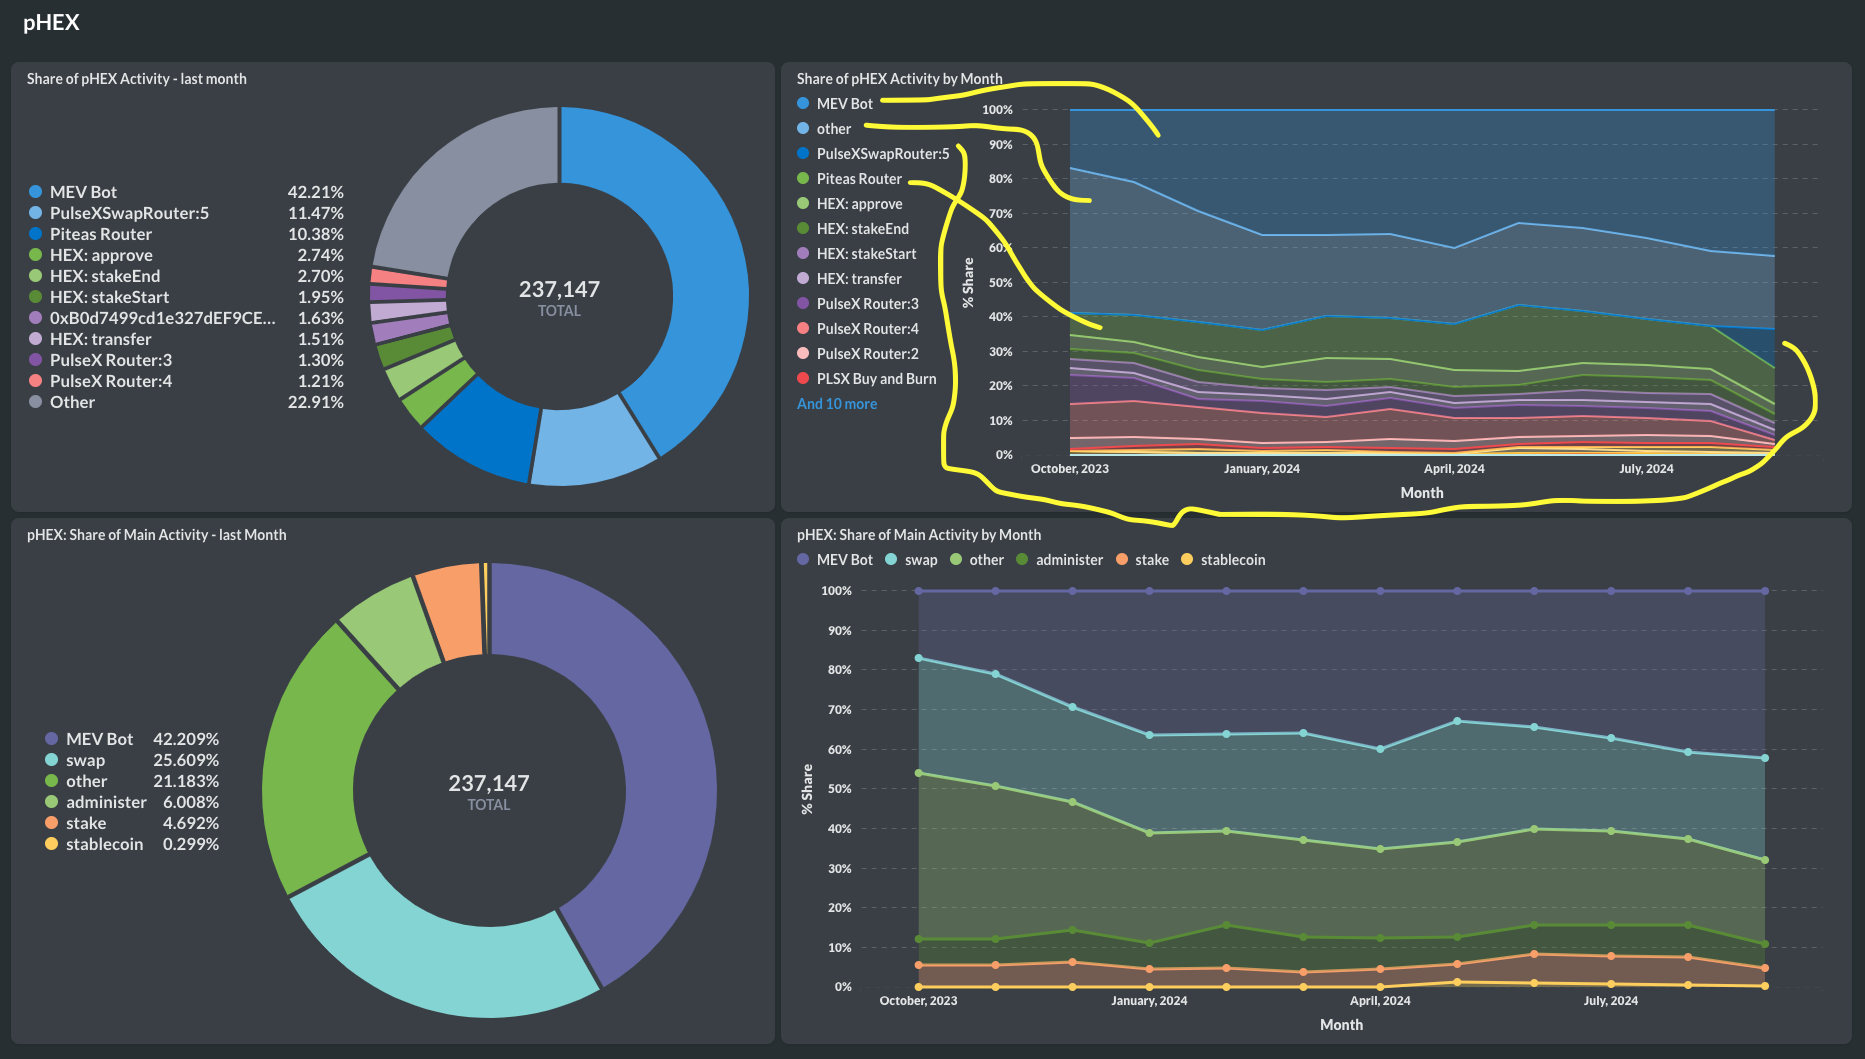 pHEX
Share of pHEX Activity - last month
MEV Bot 42.21%
PulseXSwapRouter:5 11.47%
Piteas Router 10.38%
HEX: approve 2.74%
HEX: stakeEnd 2.70%
HEX: stakeStart 1.95%
0xB0d7499cd1e327dEF9CE... 1.63%
HEX: transfer 1.51%
PulseX Router:3 1.30%
PulseX Router:4 1.21%
Other 22.91%
237,147
TOTAL
Share of pHEX Activity by Month
MEV Bot
other
PulseXSwapRouter:5
Piteas Router
HEX: approve
HEX: stakeEnd
HEX: stakeStart
HEX: transfer
PulseX Router:3
PulseX Router:4
PulseX Router:2
PLSX Buy and Burn
And 10 more
% Share
100%
90%
80%
70%
60%
50%
40%
30%
20%
10%
0%
October, 2023 January, 2024 April, 2024 July, 2024
Month
pHEX: Share of Main Activity - last Month
MEV Bot 42.209%
swap 25.609%
other 21.183%
administer 6.008%
stake 4.692%
stablecoin 0.299%
237,147
TOTAL
pHEX: Share of Main Activity by Month
MEV Bot swap other administer stake stablecoin
% Share
100%
90%
80%
70%
60%
50%
40%
30%
20%
10%
0%
October, 2023 January, 2024 April, 2024 July, 2024
Month